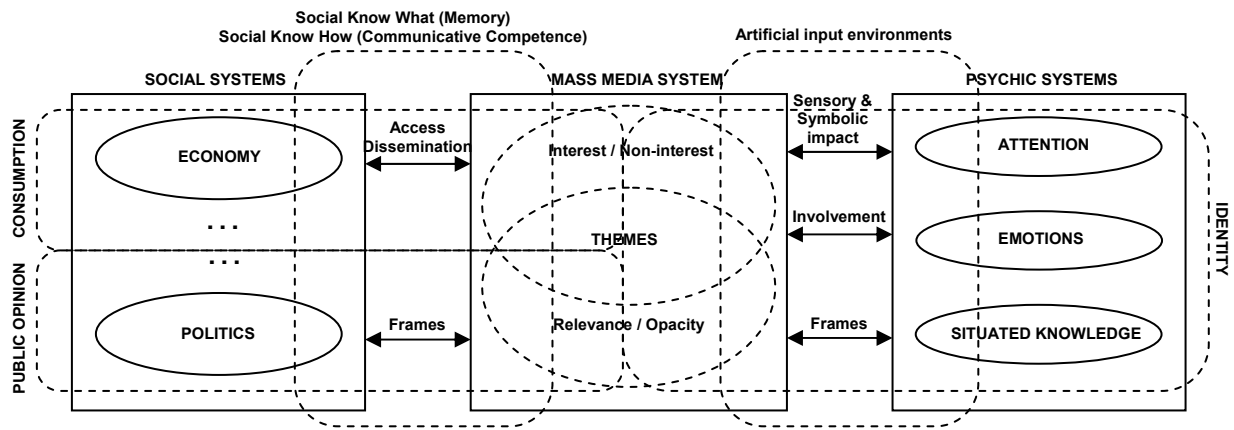 Social Know What (Memory)
Social Know How (Communicative Competence)
Artificial input environments
SOCIAL SYSTEMS
MASS MEDIA SYSTEM
PSYCHIC SYSTEMS
CONSUMPTION
PUBLIC OPINION
ECONOMY
...
...
POLITICS
Access
Dissemination
Frames
Interest / Non-interest
THEMES
Relevance / Opacity
Sensory &
Symbolic
impact
Involvement
Frames
ATTENTION
EMOTIONS
SITUATED KNOWLEDGE
IDENTITY